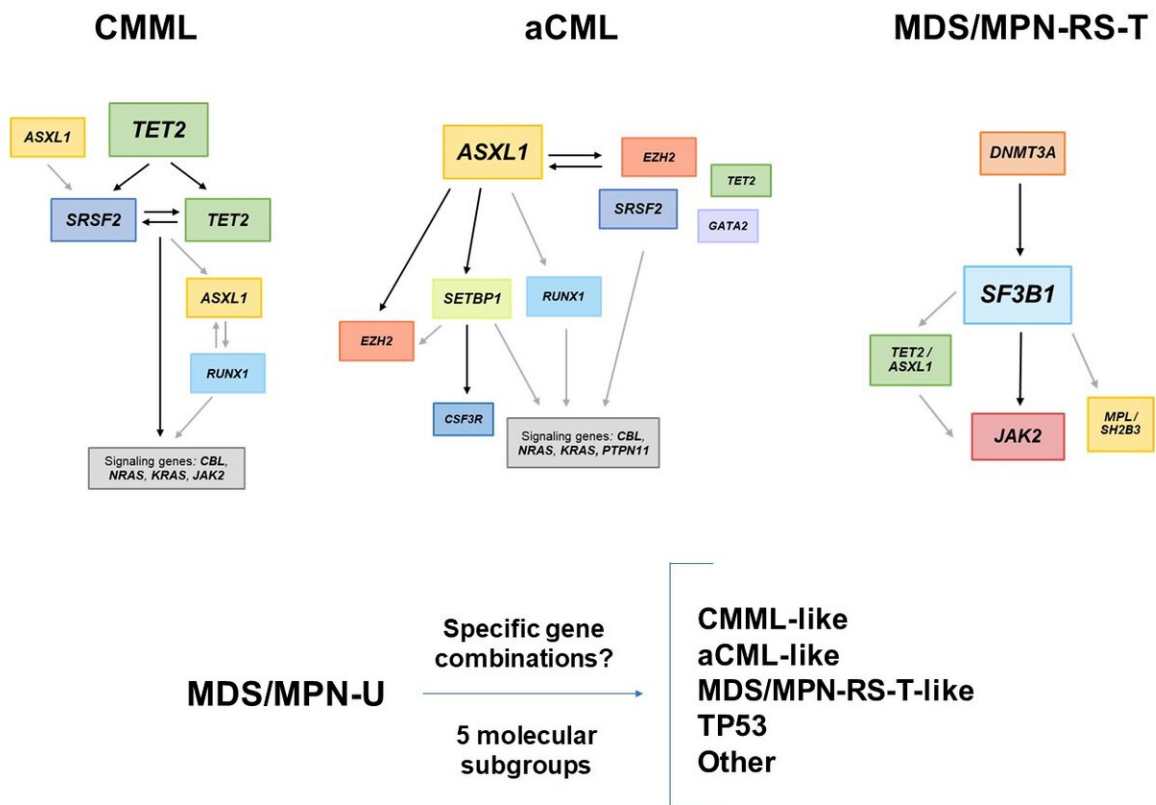 CMML
aCML
MDS/MPN-RS-T
ASXL1
TET2
SRSF2
TET2
ASXL1
RUNX1
Signaling genes: CBL,
NRAS, KRAS, JAK2
ASXL1
EZH2
TET2
SRSF2
GATA2
SETBP1
RUNX1
EZH2
CSF3R
Signaling genes: CBL,
NRAS, KRAS, PTPN11
DNMT3A
SF3B1
TET2 /
ASXL1
JAK2
MPL/
SH2B3
MDS/MPN-U
Specific gene
combinations?
5 molecular
subgroups
CMML-like
aCML-like
MDS/MPN-RS-T-like
TP53
Other